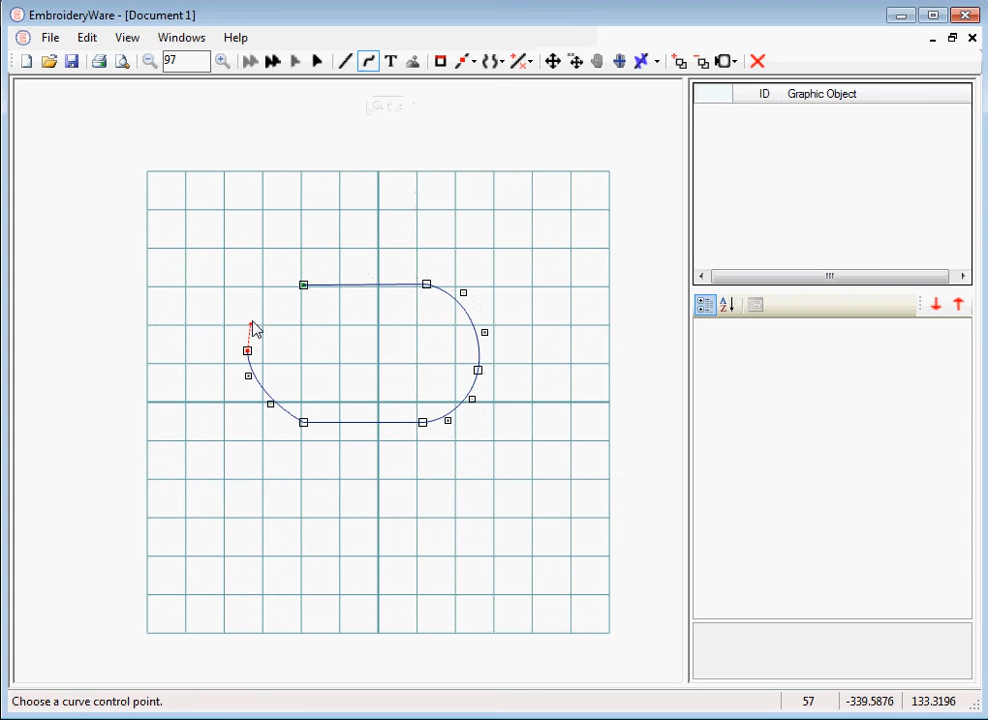 EmbroideryWare - [Document 1]
File Edit View Windows Help
97
T
ID Graphic Object
A
Z
Choose a curve control point. 57 -339.5876 133.3196